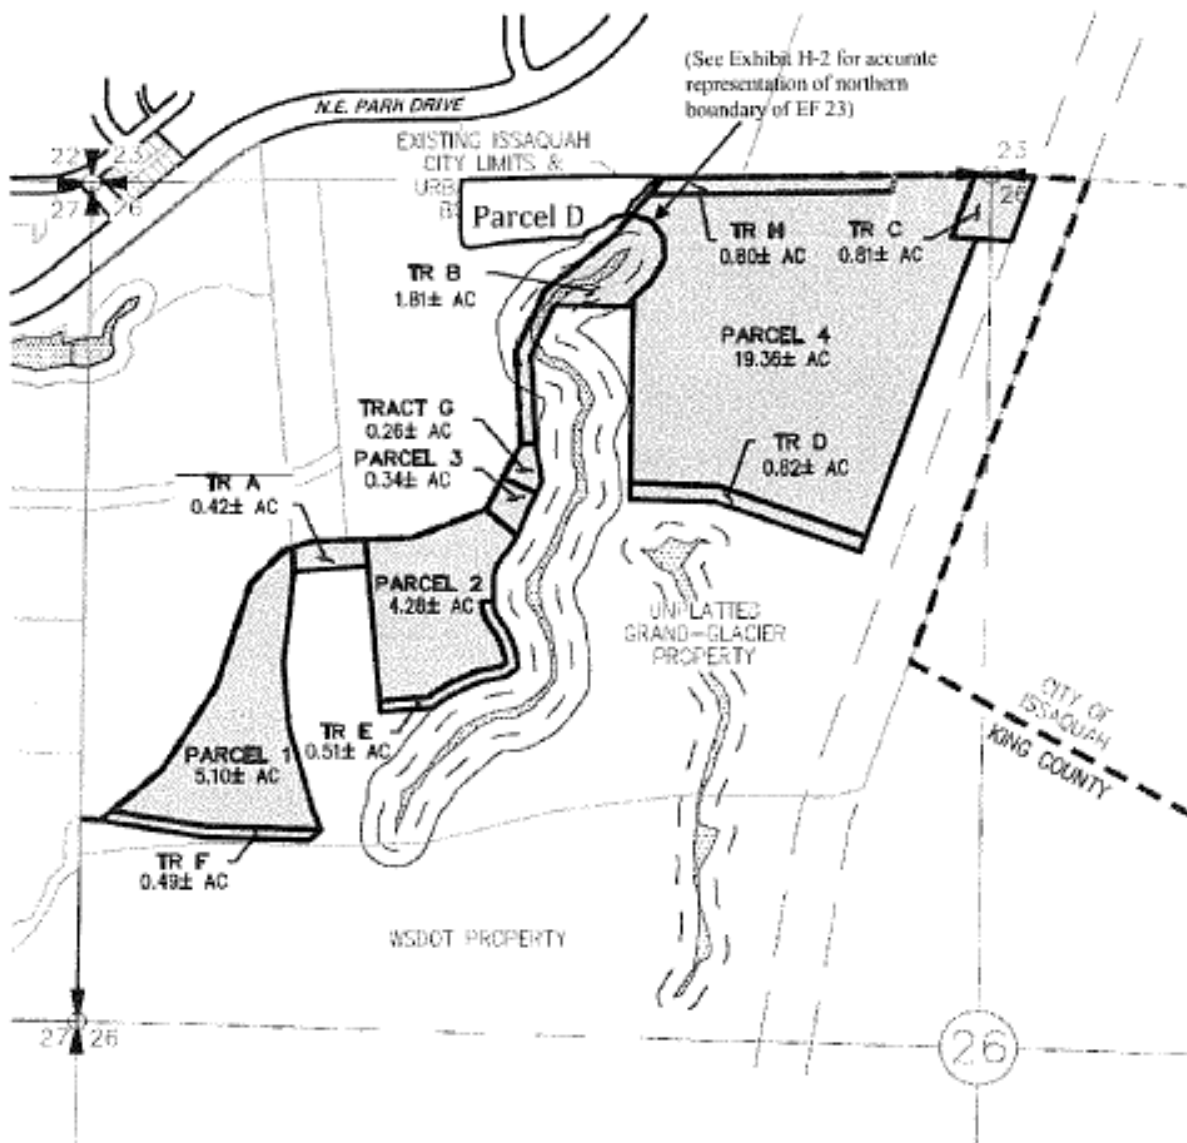 (See Exhibit H-2 for accurate
representation of northern
boundary of EF 23)
N.E. PARK DRIVE
EXISTING ISSAQUAH
CITY LIMITS &
URB
B
22 23
27 26
23
26
Parcel D
TR H
0.80± AC
TR C
0.81± AC
TR B
1.81± AC
PARCEL 4
19.36± AC
TRACT G
0.26± AC
PARCEL 3
0.34± AC
TR D
0.82± AC
TR A
0.42± AC
PARCEL 2
4.28± AC
UNPLATTED
GRAND-GLACIER
PROPERTY
CITY OF
ISSAQUAH
KING COUNTY
TR E
0.51± AC
PARCEL 1
5.10± AC
TR F
0.49± AC
WSDOT PROPERTY
27 26
26